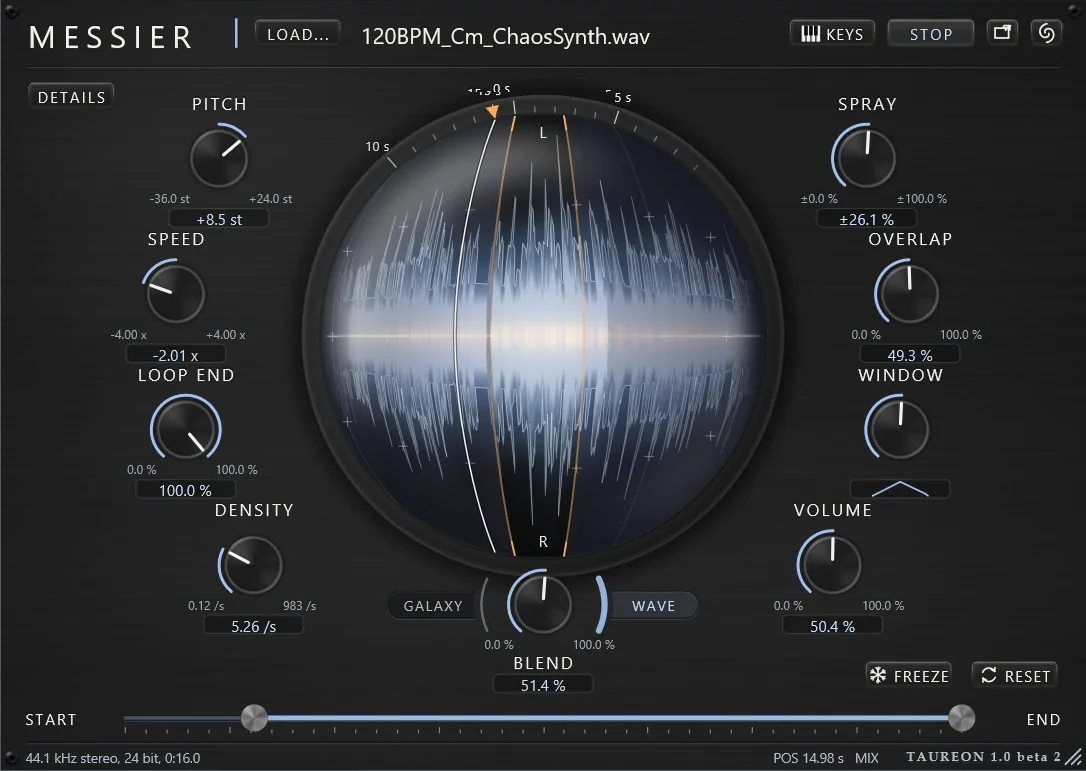 MESSIER
LOAD...
120BPM_Cm_ChaosSynth.wav
KEYS
STOP
DETAILS
PITCH
-36.0 st
+24.0 st
+8.5 st
SPEED
-4.00 x
+4.00 x
-2.01 x
LOOP END
0.0 %
100.0 %
100.0 %
DENSITY
0.12 /s
983 /s
5.26 /s
10 s
0 s
5 s
L
R
SPRAY
±0.0 %
±100.0 %
±26.1 %
OVERLAP
0.0 %
100.0 %
49.3 %
WINDOW
VOLUME
0.0 %
100.0 %
50.4 %
GALAXY
WAVE
0.0 %
100.0 %
BLEND
51.4 %
FREEZE
RESET
START
END
44.1 kHz stereo, 24 bit, 0:16.0
POS 14.98 s
MIX
TAUREON 1.0 beta 2